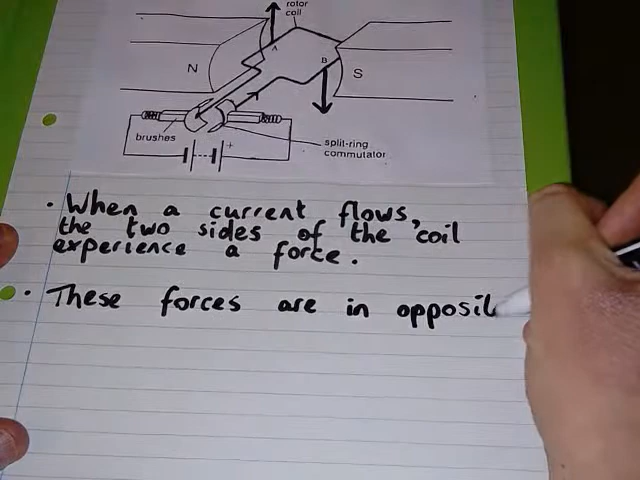 rotor
coil
A
B
N
S
brushes
+
split-ring
commutator
• When a current flows,
the two sides of the coil
experience a force.
• These forces are in opposi